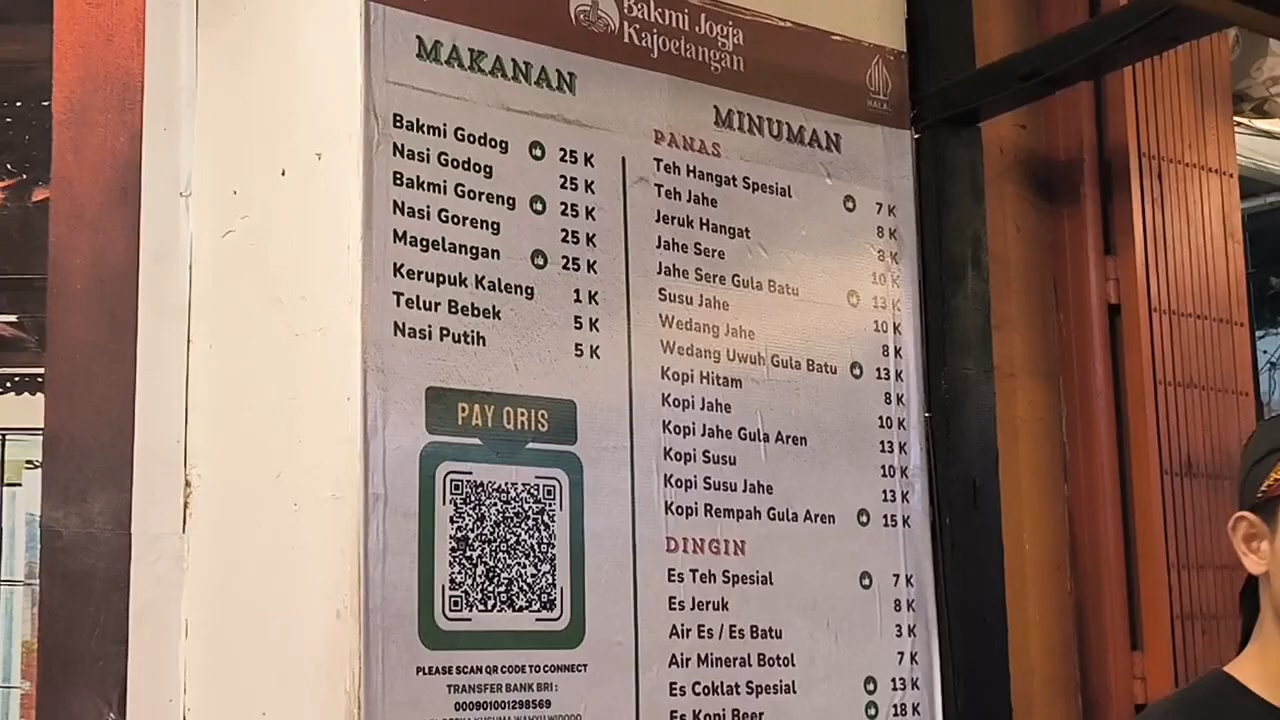 Bakmi Jogja
Kajoetangan
HALAL
MAKANAN
Bakmi Godog 25 K
Nasi Godog 25 K
Bakmi Goreng 25 K
Nasi Goreng 25 K
Magelangan 25 K
Kerupuk Kaleng 1 K
Telur Bebek 5 K
Nasi Putih 5 K
PAY QRIS
PLEASE SCAN QR CODE TO CONNECT
TRANSFER BANK BRI :
000901001298569
MINUMAN
PANAS
Teh Hangat Spesial 7 K
Teh Jahe 8 K
Jeruk Hangat 8 K
Jahe Sere 10 K
Jahe Sere Gula Batu 13 K
Susu Jahe 10 K
Wedang Jahe 8 K
Wedang Uwuh Gula Batu 13 K
Kopi Hitam 8 K
Kopi Jahe 10 K
Kopi Jahe Gula Aren 13 K
Kopi Susu 10 K
Kopi Susu Jahe 13 K
Kopi Rempah Gula Aren 15 K
DINGIN
Es Teh Spesial 7 K
Es Jeruk 8 K
Air Es / Es Batu 3 K
Air Mineral Botol 7 K
Es Coklat Spesial 13 K
Es Kopi Beer 18 K